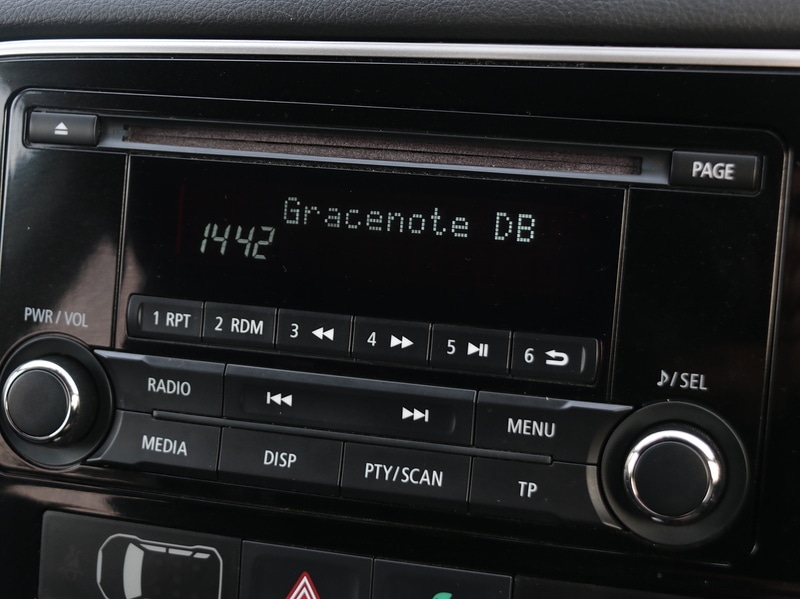 PAGE
Gracenote DB
1442
PWR / VOL
1 RPT
2 RDM
3
4
5
6
/SEL
RADIO
MENU
MEDIA
DISP
PTY/SCAN
TP